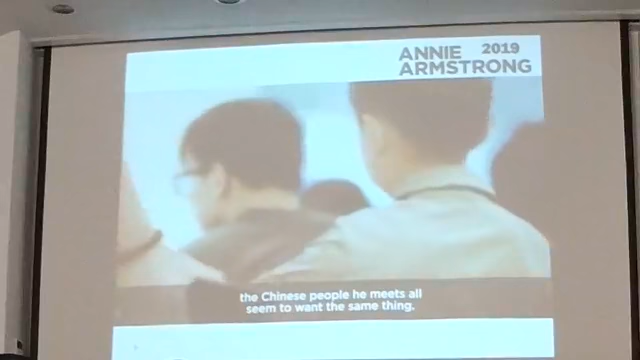 ANNIE 2019
ARMSTRONG
the Chinese people he meets all
seem to want the same thing.